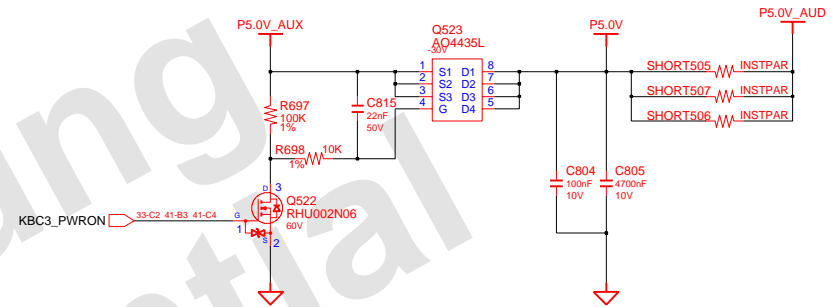 P5.0V_AUX
P5.0V
P5.0V_AUD
Q523
AO4435L
-30V
1 S1 D1 8
2 S2 D2 7
3 S3 D3 6
4 G D4 5
SHORT505 INSTPAR
SHORT507 INSTPAR
SHORT506 INSTPAR
R697
100K
1%
C815
22nF
50V
R698 10K
1%
C804
100nF
10V
C805
4700nF
10V
D 3
Q522
RHU002N06
60V
KBC3_PWRON 33-C2 41-B3 41-C4 G
1 S 2